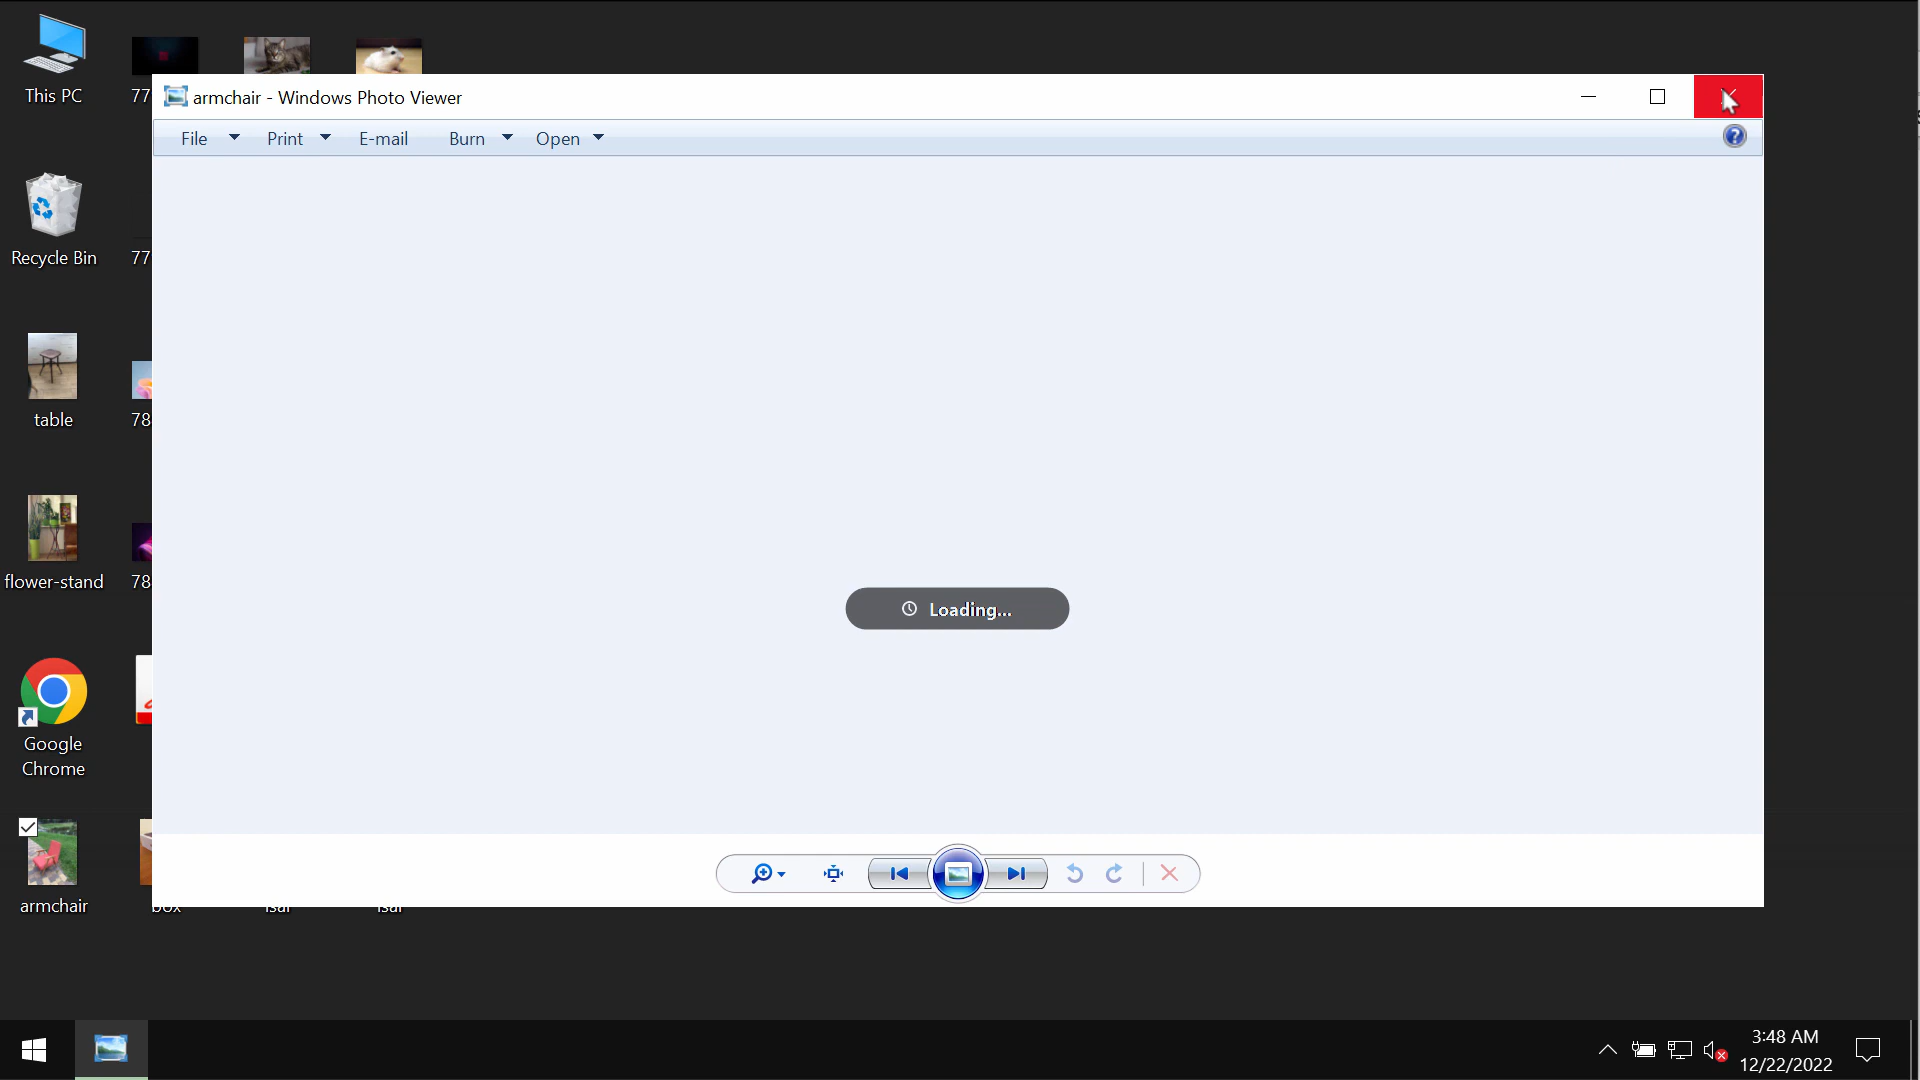 This PC
77
armchair - Windows Photo Viewer
File
Print
E-mail
Burn
Open
Recycle Bin
77
table
78
flower-stand
78
Loading...
Google
Chrome
armchair
box
3:48 AM
12/22/2022